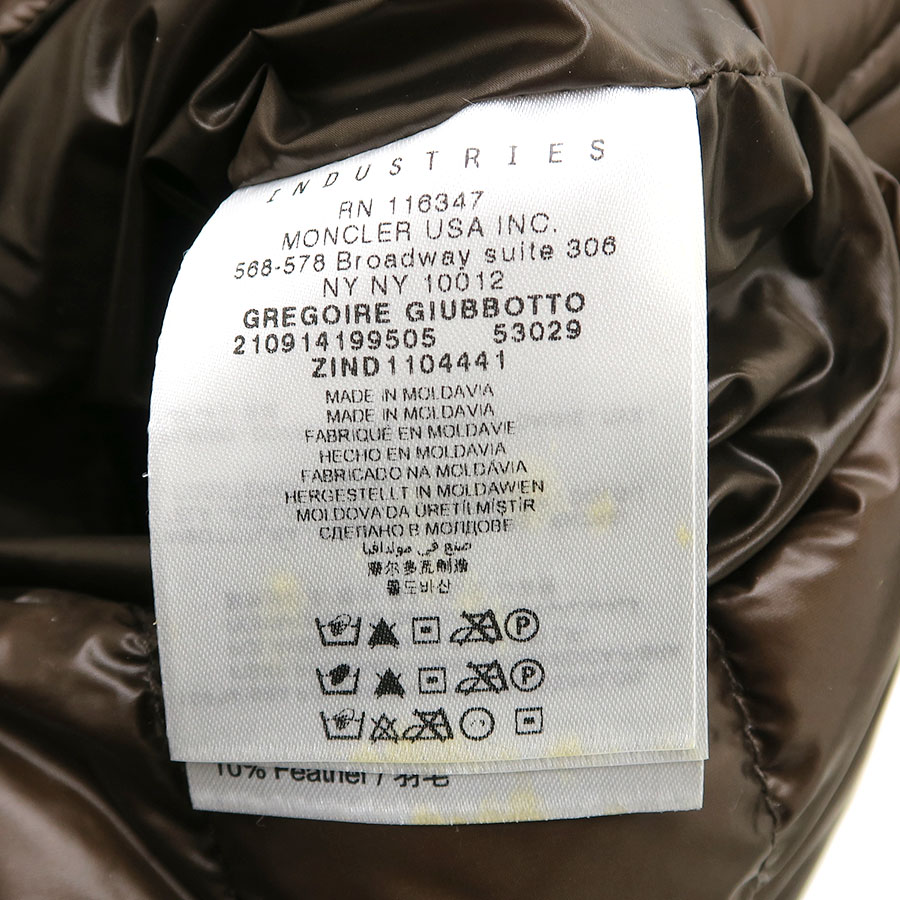 INDUSTRIES
RN 116347
MONCLER USA INC.
568-578 Broadway suite 306
NY NY 10012
GREGOIRE GIUBBOTTO
210914199505 53029
ZIND1104441
MADE IN MOLDAVIA
MADE IN MOLDAVIA
FABRIQUÉ EN MOLDAVIE
HECHO EN MOLDAVIA
FABRICADO NA MOLDÁVIA
HERGESTELLT IN MOLDAWIEN
MOLDOVA'DA ÜRETİLMİŞTİR
СДЕЛАНО В МОЛДОВЕ
صنع في مولدافيا
摩尔多瓦制造
몰도바산
P
P
10% Feather / 羽毛